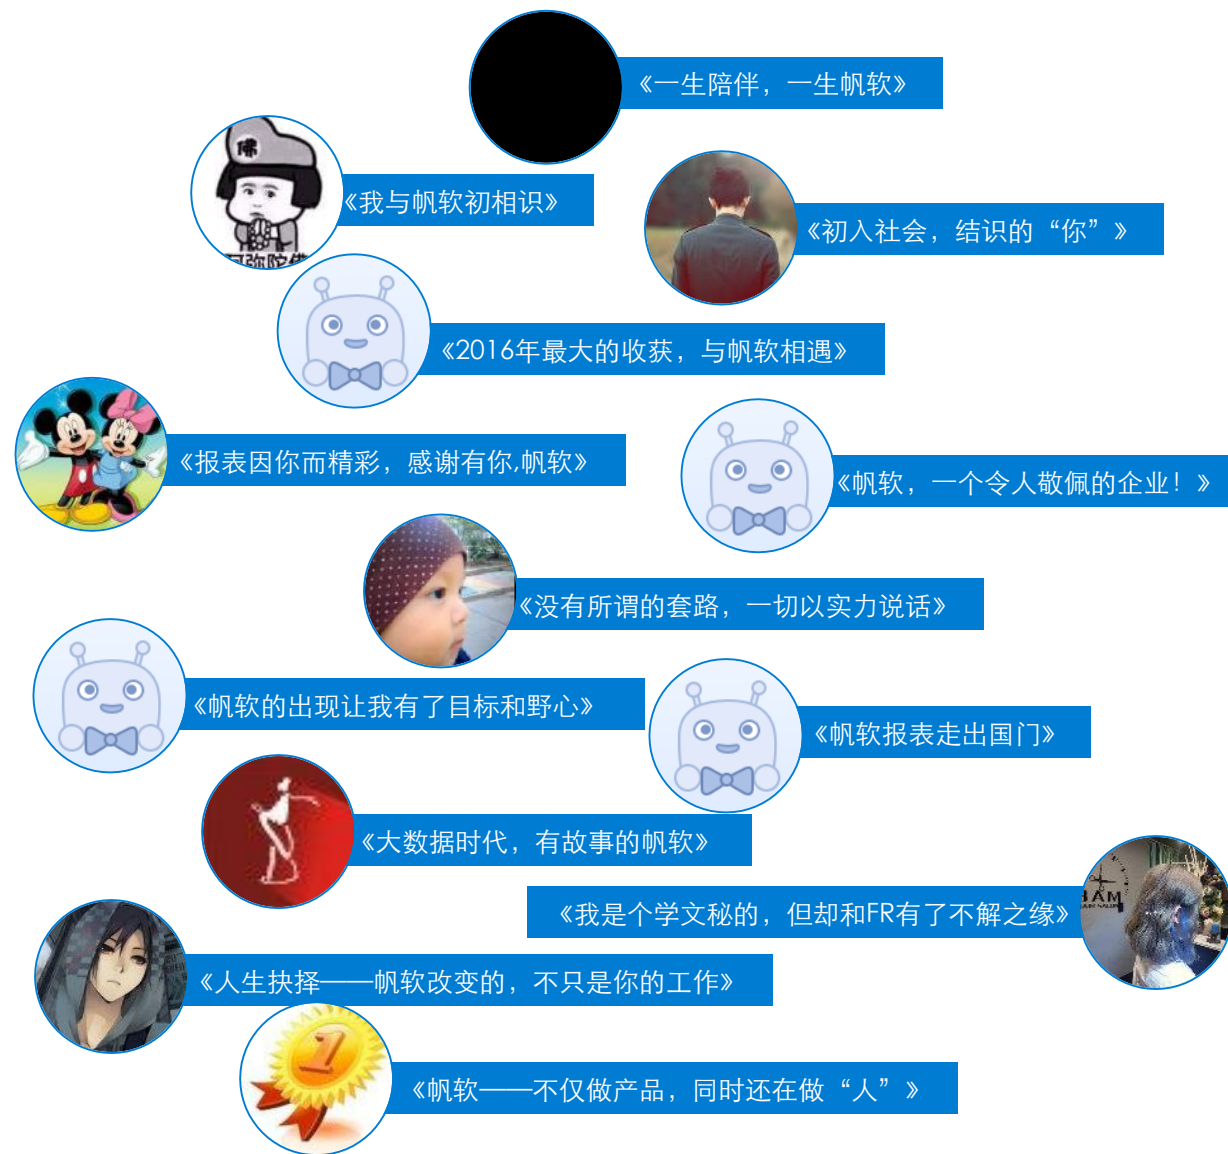 《一生陪伴，一生帆软》
佛
《我与帆软初相识》
阿弥陀佛
《初入社会，结识的“你”》
《2016年最大的收获，与帆软相遇》
《报表因你而精彩，感谢有你,帆软》
《帆软，一个令人敬佩的企业！》
《没有所谓的套路，一切以实力说话》
《帆软的出现让我有了目标和野心》
《帆软报表走出国门》
《大数据时代，有故事的帆软》
《我是个学文秘的，但却和FR有了不解之缘》
《人生抉择——帆软改变的，不只是你的工作》
1
《帆软——不仅做产品，同时还在做“人”》